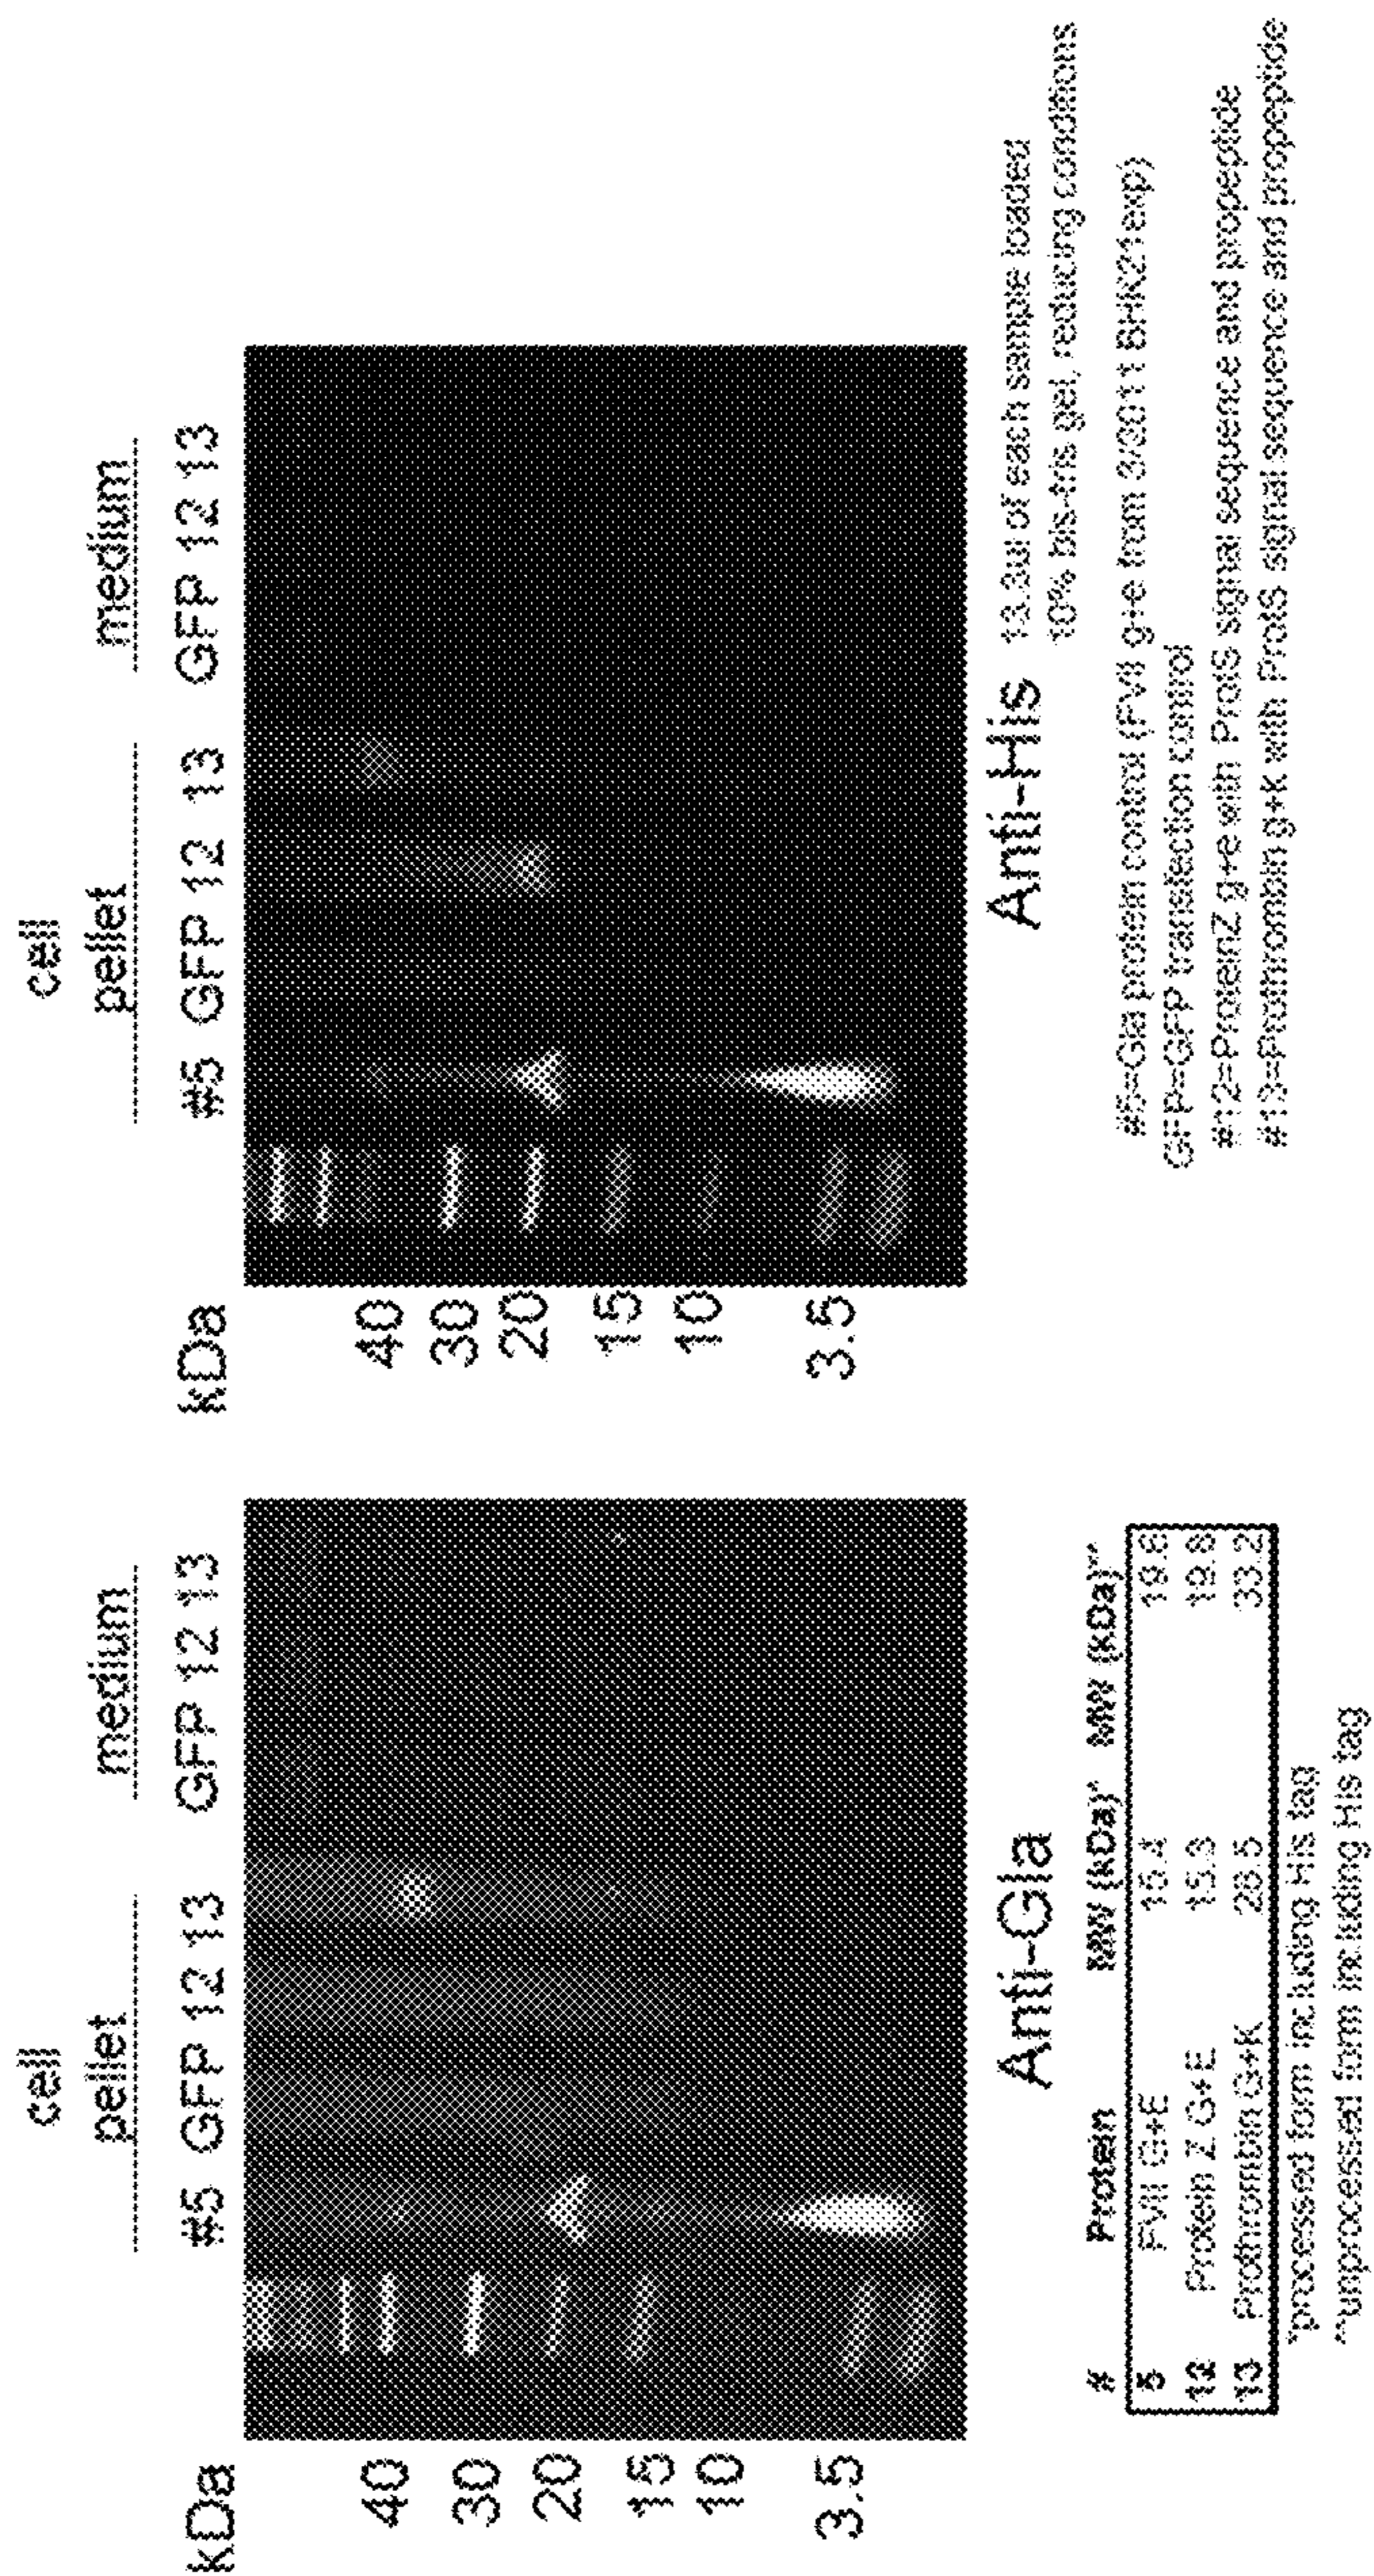 cell
pellet
medium
kDa
#5 GFP 12 13
GFP 12 13
40
30
20
15
10
3.5
Anti-Gla
# Protein MW (kDa)* MW (kDa)**
5 FVII G+E 15.4 19.8
12 Protein Z G+E 15.3 19.8
13 Prothrombin G+K 28.5 33.2
*processed form including His tag
**unprocessed form including His tag
cell
pellet
medium
kDa
#5 GFP 12 13
GFP 12 13
40
30
20
15
10
3.5
Anti-His
13.3ul of each sample loaded
10% bis-tris gel, reducing conditions
#5=Gla protein control (FVII g+e from 3/2011 BHK21exp)
GFP=GFP transfection control
#12=ProteinZ g+e with ProtS signal sequence and propeptide
#13=Prothrombin g+K with ProtS signal sequence and propeptide